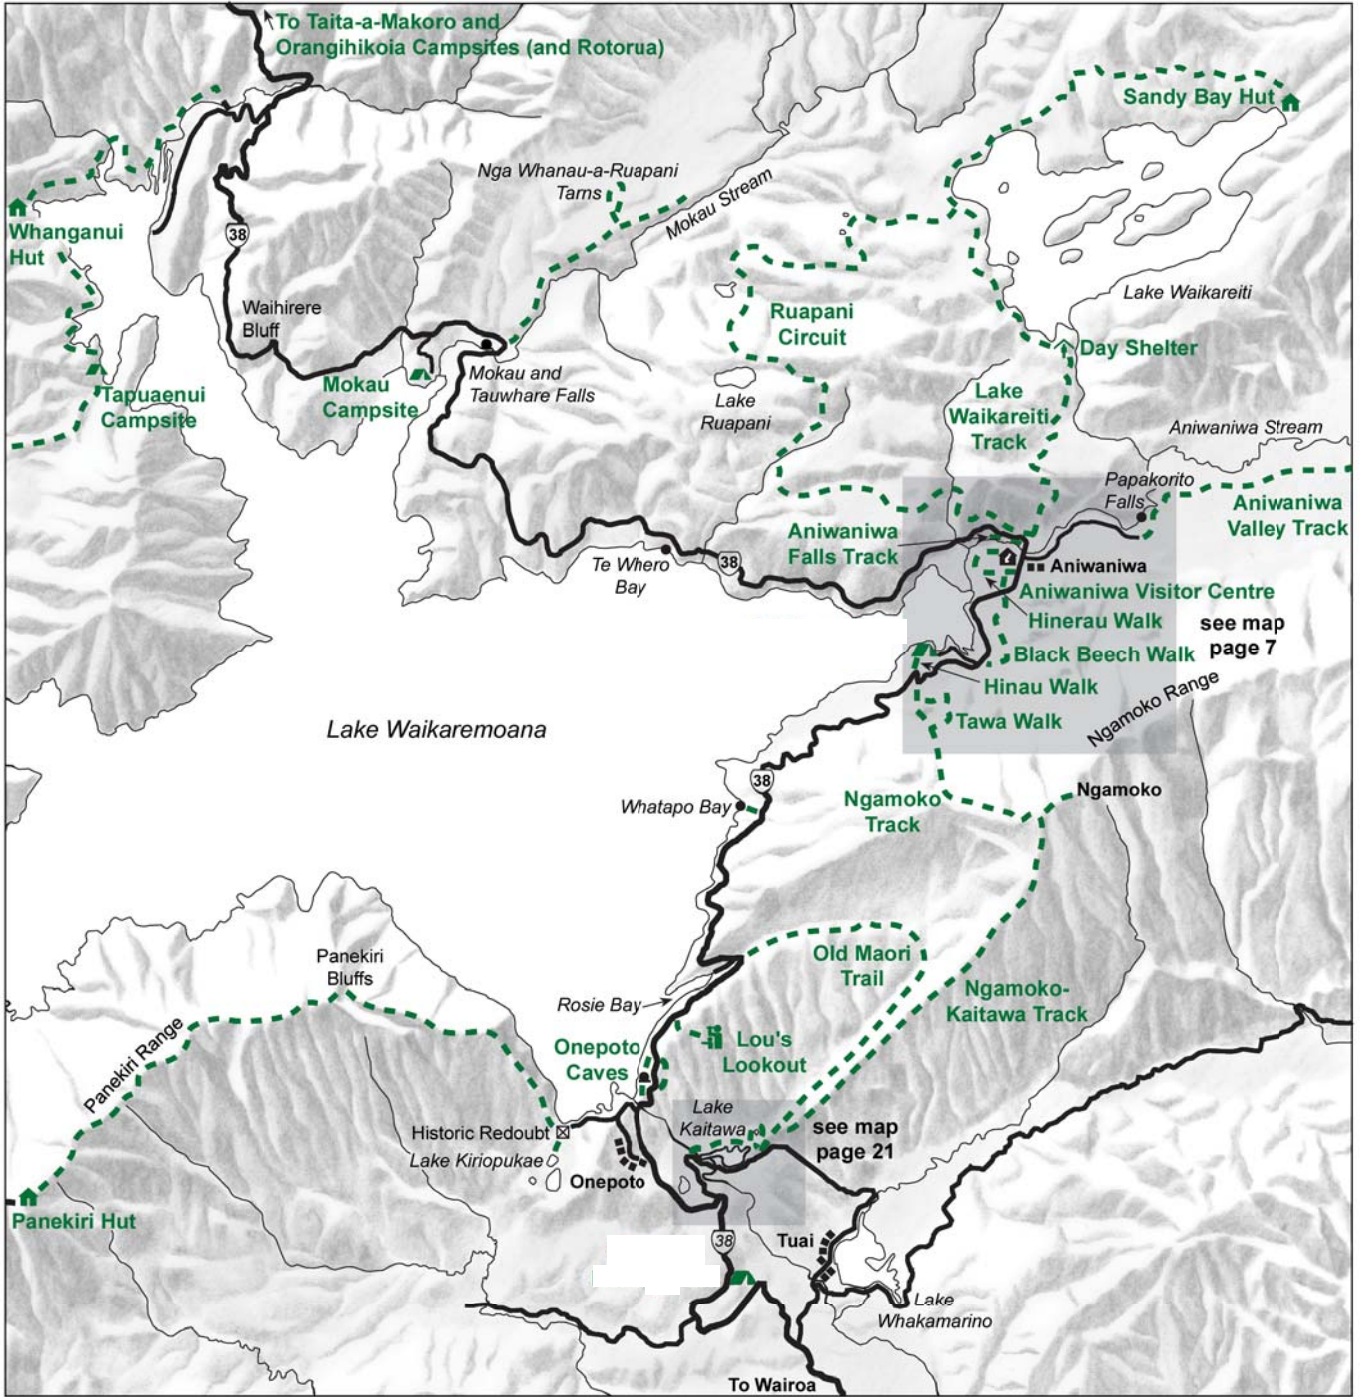 To Taita-a-Makoro and
Orangihikoia Campsites (and Rotorua)
Sandy Bay Hut
Nga Whanau-a-Ruapani
Tarns
Mokau Stream
Whanganui
Hut
38
Waihirere
Bluff
Lake Waikareiti
Ruapani
Circuit
Day Shelter
Tapuaenui
Campsite
Mokau
Campsite
Mokau and
Tauwhare Falls
Lake
Ruapani
Lake
Waikareiti
Track
Aniwaniwa Stream
Papakorito
Falls
Aniwaniwa
Valley Track
Aniwaniwa
Falls Track
Te Whero
Bay
38
Aniwaniwa
Aniwaniwa Visitor Centre
Hinerau Walk
see map
page 7
Black Beech Walk
Hinau Walk
Tawa Walk
Ngamoko Range
Lake Waikaremoana
38
Whatapo Bay
Ngamoko
Track
Ngamoko
Panekiri
Bluffs
Old Maori
Trail
Rosie Bay
Ngamoko-
Kaitawa Track
Panekiri Range
Onepoto
Caves
Lou's
Lookout
Lake
Kaitawa
Historic Redoubt
see map
page 21
Lake Kiriopukae
Onepoto
Panekiri Hut
38
Tuai
Lake
Whakamarino
To Wairoa